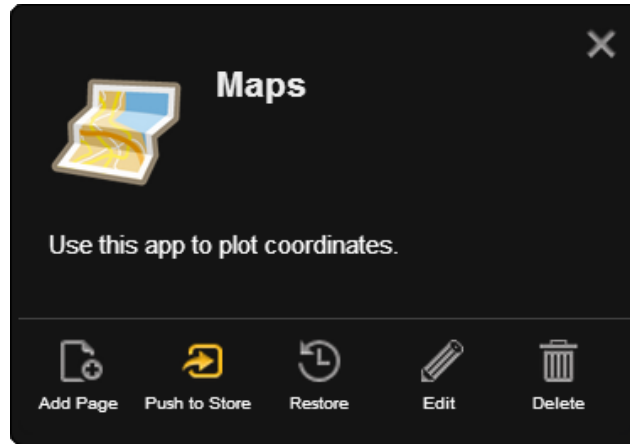 Maps
Use this app to plot coordinates.
Add Page Push to Store Restore Edit Delete